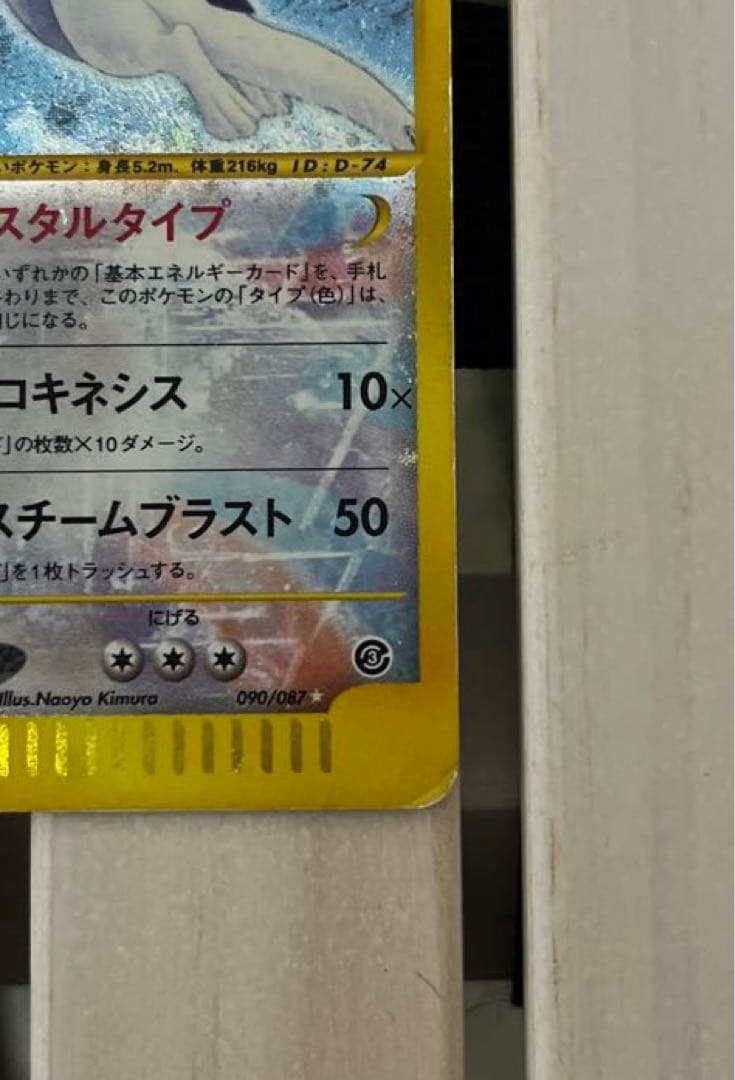 いポケモン：身長5.2m、体重216kg ID：D-74
スタルタイプ
いずれかの「基本エネルギーカード」を、手札
わりまで、このポケモンの「タイプ(色)」は、
じになる。
コキネシス 10×
」の枚数×10ダメージ。
スチームブラスト 50
」を1枚トラッシュする。
にげる
3
Illus.Naoyo Kimura 090/087★